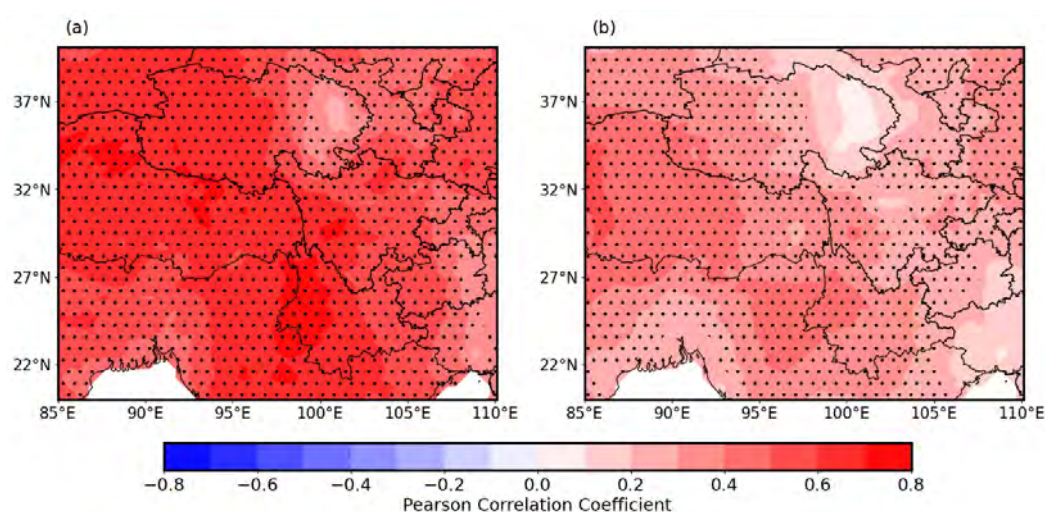 (a) (b)
37°N 37°N
32°N 32°N
27°N 27°N
22°N 22°N
85°E 90°E 95°E 100°E 105°E 110°E 85°E 90°E 95°E 100°E 105°E 110°E
−0.8 −0.6 −0.4 −0.2 0.0 0.2 0.4 0.6 0.8
Pearson Correlation Coefficient